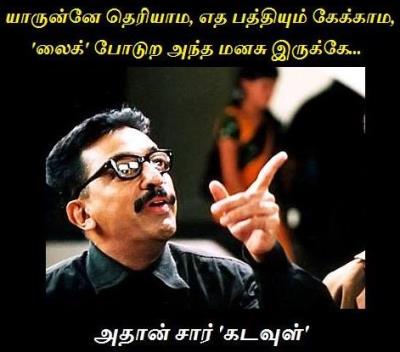 யாருன்னே தெரியாம, எத பத்தியும் கேக்காம,
'லைக்' போடுற அந்த மனசு இருக்கே...
அதான் சார் 'கடவுள்'